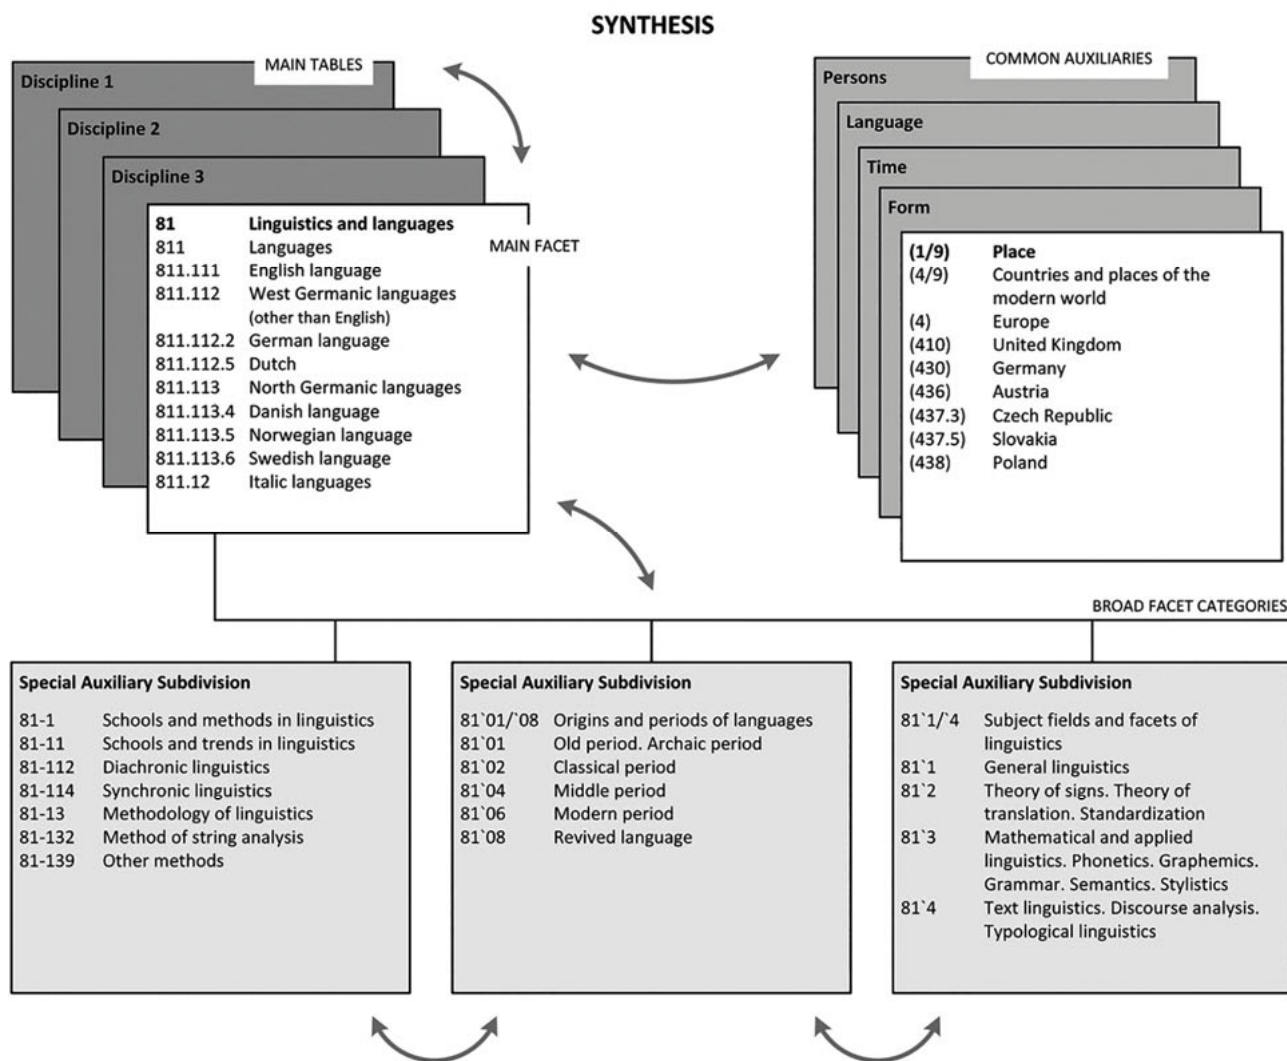 SYNTHESIS
MAIN TABLES
Discipline 1
Discipline 2
Discipline 3
81 Linguistics and languages
811 Languages
811.111 English language
811.112 West Germanic languages
(other than English)
811.112.2 German language
811.112.5 Dutch
811.113 North Germanic languages
811.113.4 Danish language
811.113.5 Norwegian language
811.113.6 Swedish language
811.12 Italic languages
MAIN FACET
COMMON AUXILIARIES
Persons
Language
Time
Form
(1/9) Place
(4/9) Countries and places of the
modern world
(4) Europe
(410) United Kingdom
(430) Germany
(436) Austria
(437.3) Czech Republic
(437.5) Slovakia
(438) Poland
BROAD FACET CATEGORIES
Special Auxiliary Subdivision
81-1 Schools and methods in linguistics
81-11 Schools and trends in linguistics
81-112 Diachronic linguistics
81-114 Synchronic linguistics
81-13 Methodology of linguistics
81-132 Method of string analysis
81-139 Other methods
Special Auxiliary Subdivision
81`01/`08 Origins and periods of languages
81`01 Old period. Archaic period
81`02 Classical period
81`04 Middle period
81`06 Modern period
81`08 Revived language
Special Auxiliary Subdivision
81`1/`4 Subject fields and facets of
linguistics
81`1 General linguistics
81`2 Theory of signs. Theory of
translation. Standardization
81`3 Mathematical and applied
linguistics. Phonetics. Graphemics.
Grammar. Semantics. Stylistics
81`4 Text linguistics. Discourse analysis.
Typological linguistics